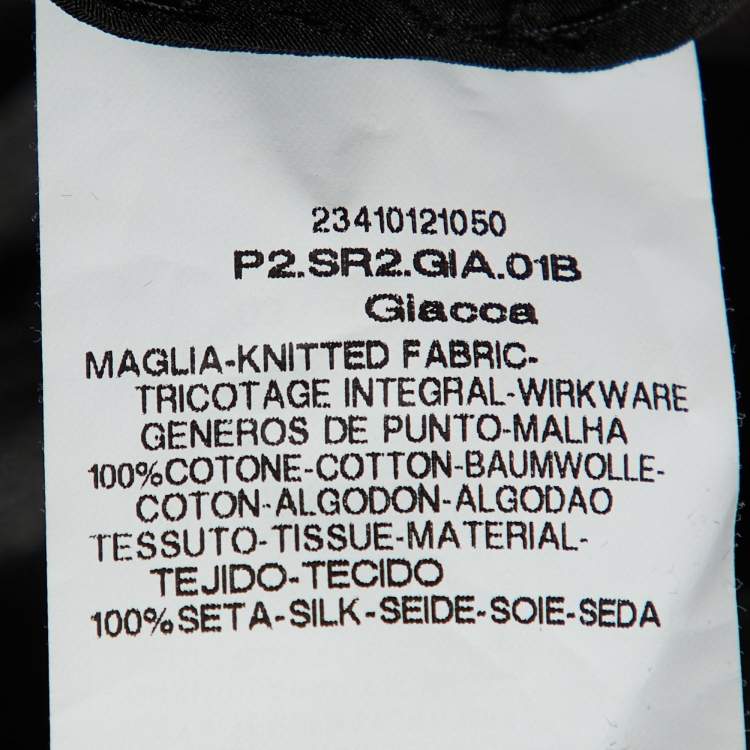 23410121050
P2.SR2.GIA.01B
Giacca
MAGLIA-KNITTED FABRIC-
TRICOTAGE INTEGRAL-WIRKWARE
GENEROS DE PUNTO-MALHA
100%COTONE-COTTON-BAUMWOLLE-
COTON-ALGODON-ALGODAO
TESSUTO-TISSUE-MATERIAL-
TEJIDO-TECIDO
100%SETA-SILK-SEIDE-SOIE-SEDA